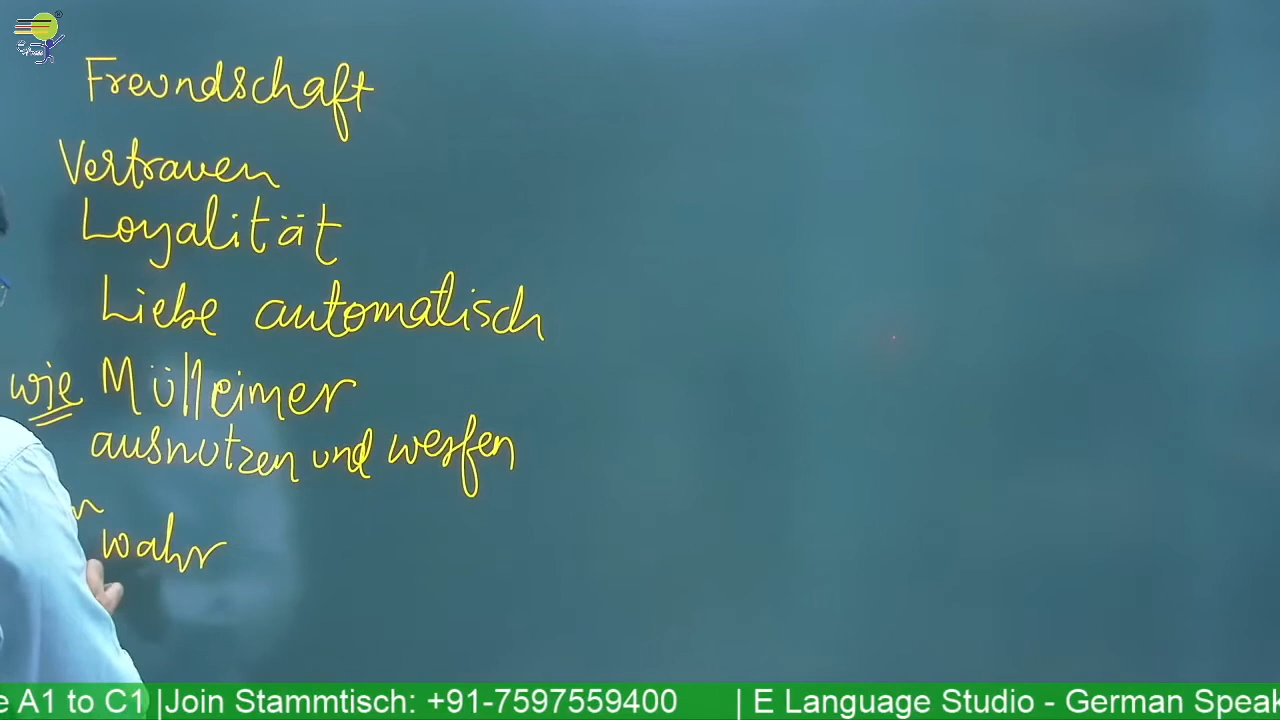 Freundschaft
Vertrauen
Loyalität
Liebe automatisch
wie Mülleimer
ausnutzen und werfen
wahr
e A1 to C1 |Join Stammtisch: +91-7597559400 | E Language Studio - German Speak